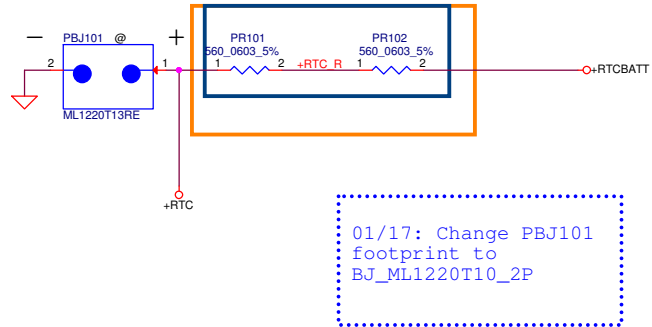 PBJ101 @
− +
2 1
ML1220T13RE
+RTC
PR101
560_0603_5%
1 2
+RTC_R
PR102
560_0603_5%
1 2
+RTCBATT
01/17: Change PBJ101
footprint to
BJ_ML1220T10_2P